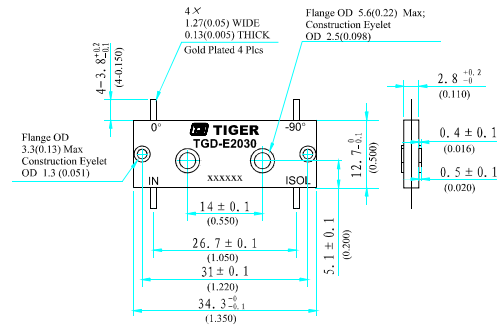 4×
1.27(0.05) WIDE
0.13(0.005) THICK
Gold Plated 4 Plcs
Flange OD 5.6(0.22) Max;
Construction Eyelet
OD 2.5(0.098)
4-3.8+0.2-0.1
(4-0.150)
2.8+0.2-0
(0.110)
Flange OD
3.3(0.13) Max
Construction Eyelet
OD 1.3 (0.051)
0°
TIGER
-90°
TGD-E2030
XXXXXX
IN
ISOL
12.7-0-0.1
(0.500)
0.4±0.1
(0.016)
0.5±0.1
(0.020)
14±0.1
(0.550)
5.1±0.1
(0.200)
26.7±0.1
(1.050)
31±0.1
(1.220)
34.3-0-0.1
(1.350)